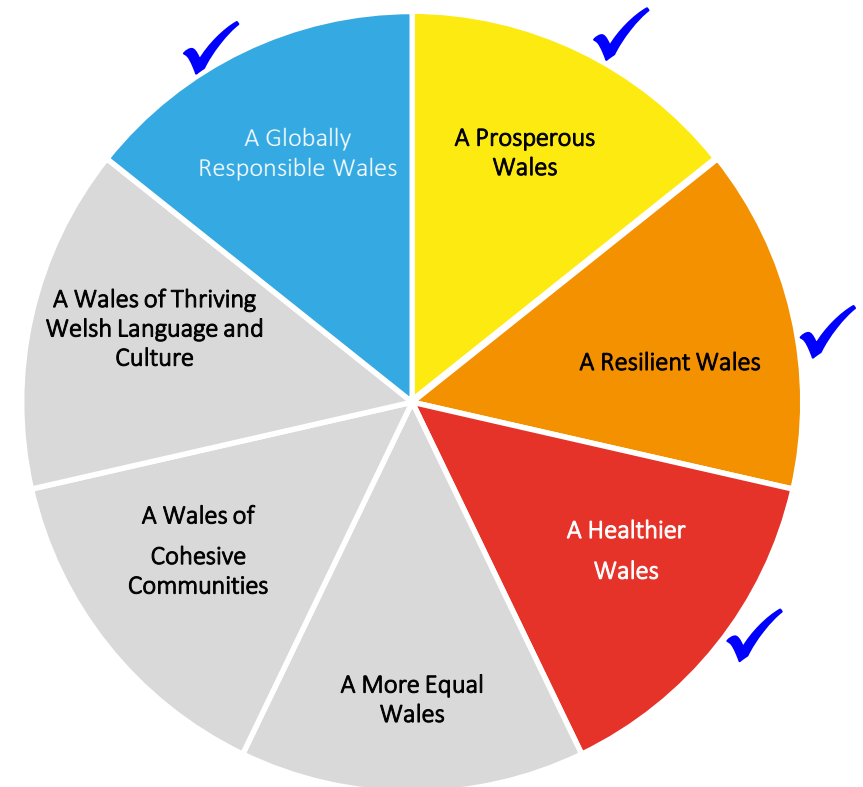 A Globally
Responsible Wales
A Prosperous
Wales
A Resilient Wales
A Healthier
Wales
A More Equal
Wales
A Wales of
Cohesive
Communities
A Wales of Thriving
Welsh Language and
Culture